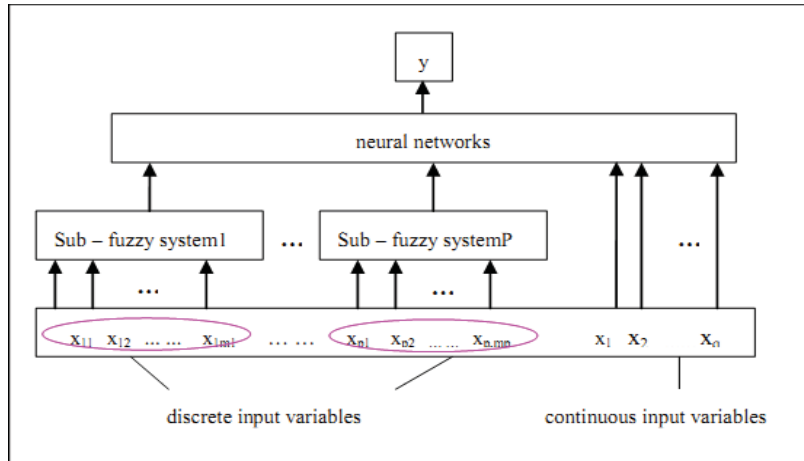 y
neural networks
Sub – fuzzy system1 ... Sub – fuzzy systemP
... ... ...
x11 x12 ... ... x1m1 ... ... xp1 xp2 ... ... xp,mp x1 x2 xq
discrete input variables continuous input variables